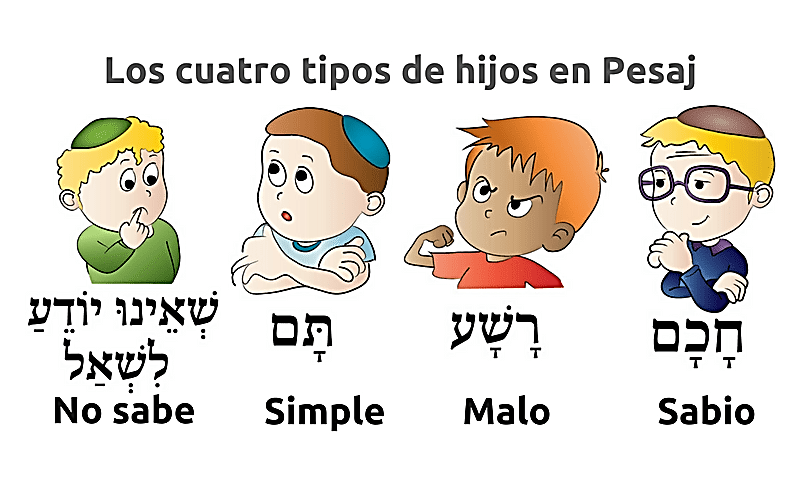 Los cuatro tipos de hijos en Pesaj
שְׁאֵינוּ יוֹדֵעַ
לִשְׁאַל
תָּם
רָשָׁע
חָכָם
No sabe
Simple
Malo
Sabio